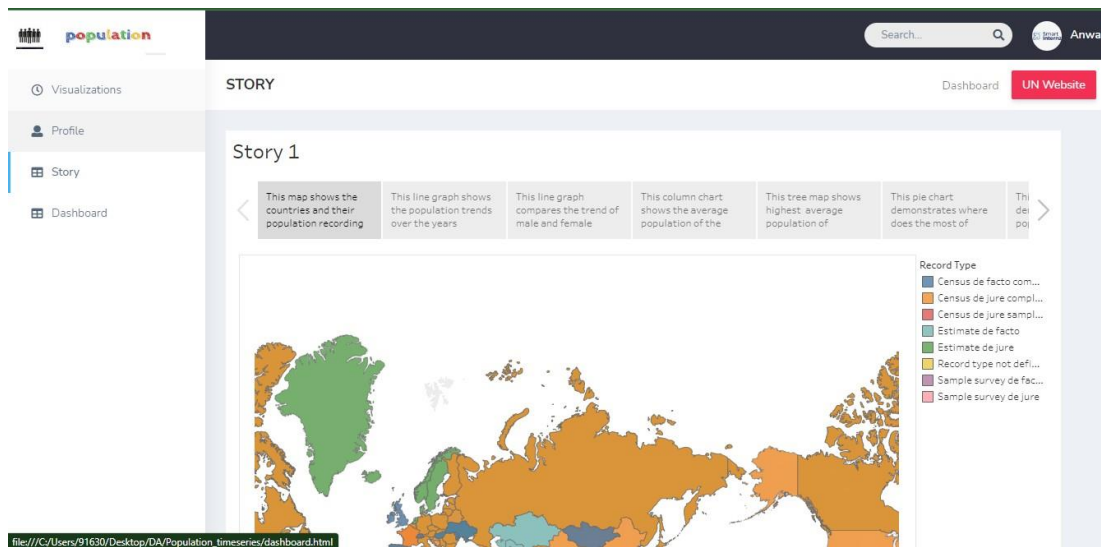 population
Search...
Anwa
Visualizations
Profile
Story
Dashboard
STORY
Dashboard
UN Website
Story 1
This map shows the
countries and their
population recording
This line graph shows
the population trends
over the years
This line graph
compares the trend of
male and female
This column chart
shows the average
population of the
This tree map shows
highest average
population of
This pie chart
demonstrates where
does the most of
Record Type
Census de facto com...
Census de jure compl...
Census de jure sampl...
Estimate de facto
Estimate de jure
Record type not defi...
Sample survey de fac...
Sample survey de jure
file:///C:/Users/91630/Desktop/DA/Population_timeseries/dashboard.html